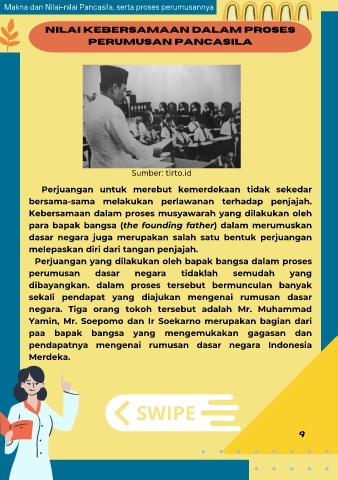 Makna dan Nilai-nilai Pancasila, serta proses perumusannya
NILAI KEBERSAMAAN DALAM PROSES
PERUMUSAN PANCASILA
Sumber: tirto.id
Perjuangan untuk merebut kemerdekaan tidak sekedar
bersama-sama melakukan perlawanan terhadap penjajah.
Kebersamaan dalam proses musyawarah yang dilakukan oleh
para bapak bangsa (the founding father) dalam merumuskan
dasar negara juga merupakan salah satu bentuk perjuangan
melepaskan diri dari tangan penjajah.
Perjuangan yang dilakukan oleh bapak bangsa dalam proses
perumusan dasar negara tidaklah semudah yang
dibayangkan. dalam proses tersebut bermunculan banyak
sekali pendapat yang diajukan mengenai rumusan dasar
negara. Tiga orang tokoh tersebut adalah Mr. Muhammad
Yamin, Mr. Soepomo dan Ir Soekarno merupakan bagian dari
paa bapak bangsa yang mengemukakan gagasan dan
pendapatnya mengenai rumusan dasar negara Indonesia
Merdeka.
SWIPE
9